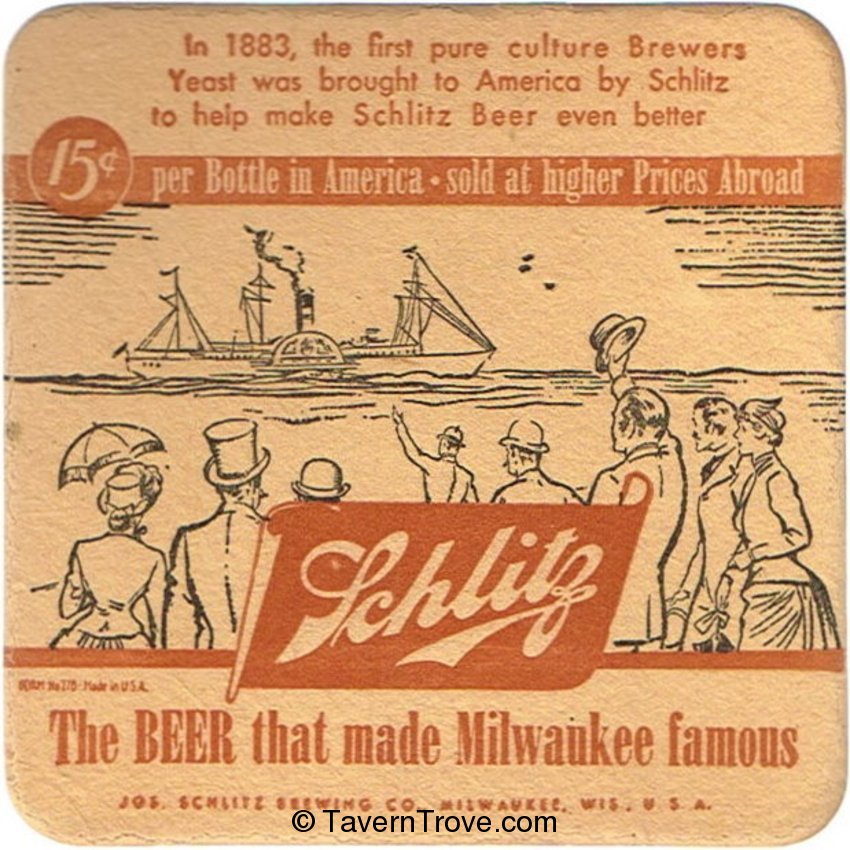 In 1883, the first pure culture Brewers
Yeast was brought to America by Schlitz
to help make Schlitz Beer even better
15¢ per Bottle in America • sold at higher Prices Abroad
Schlitz
Made in U.S.A.
The BEER that made Milwaukee famous
JOS. SCHLITZ BREWING CO. MILWAUKEE, WIS., U.S.A.
© TavernTrove.com